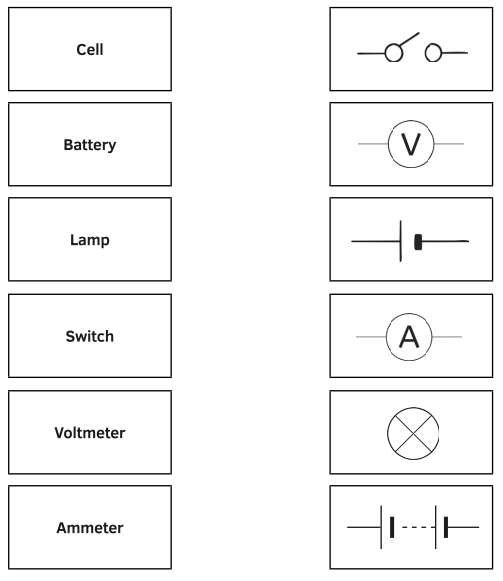 Cell
Battery
V
Lamp
Switch
A
Voltmeter
Ammeter